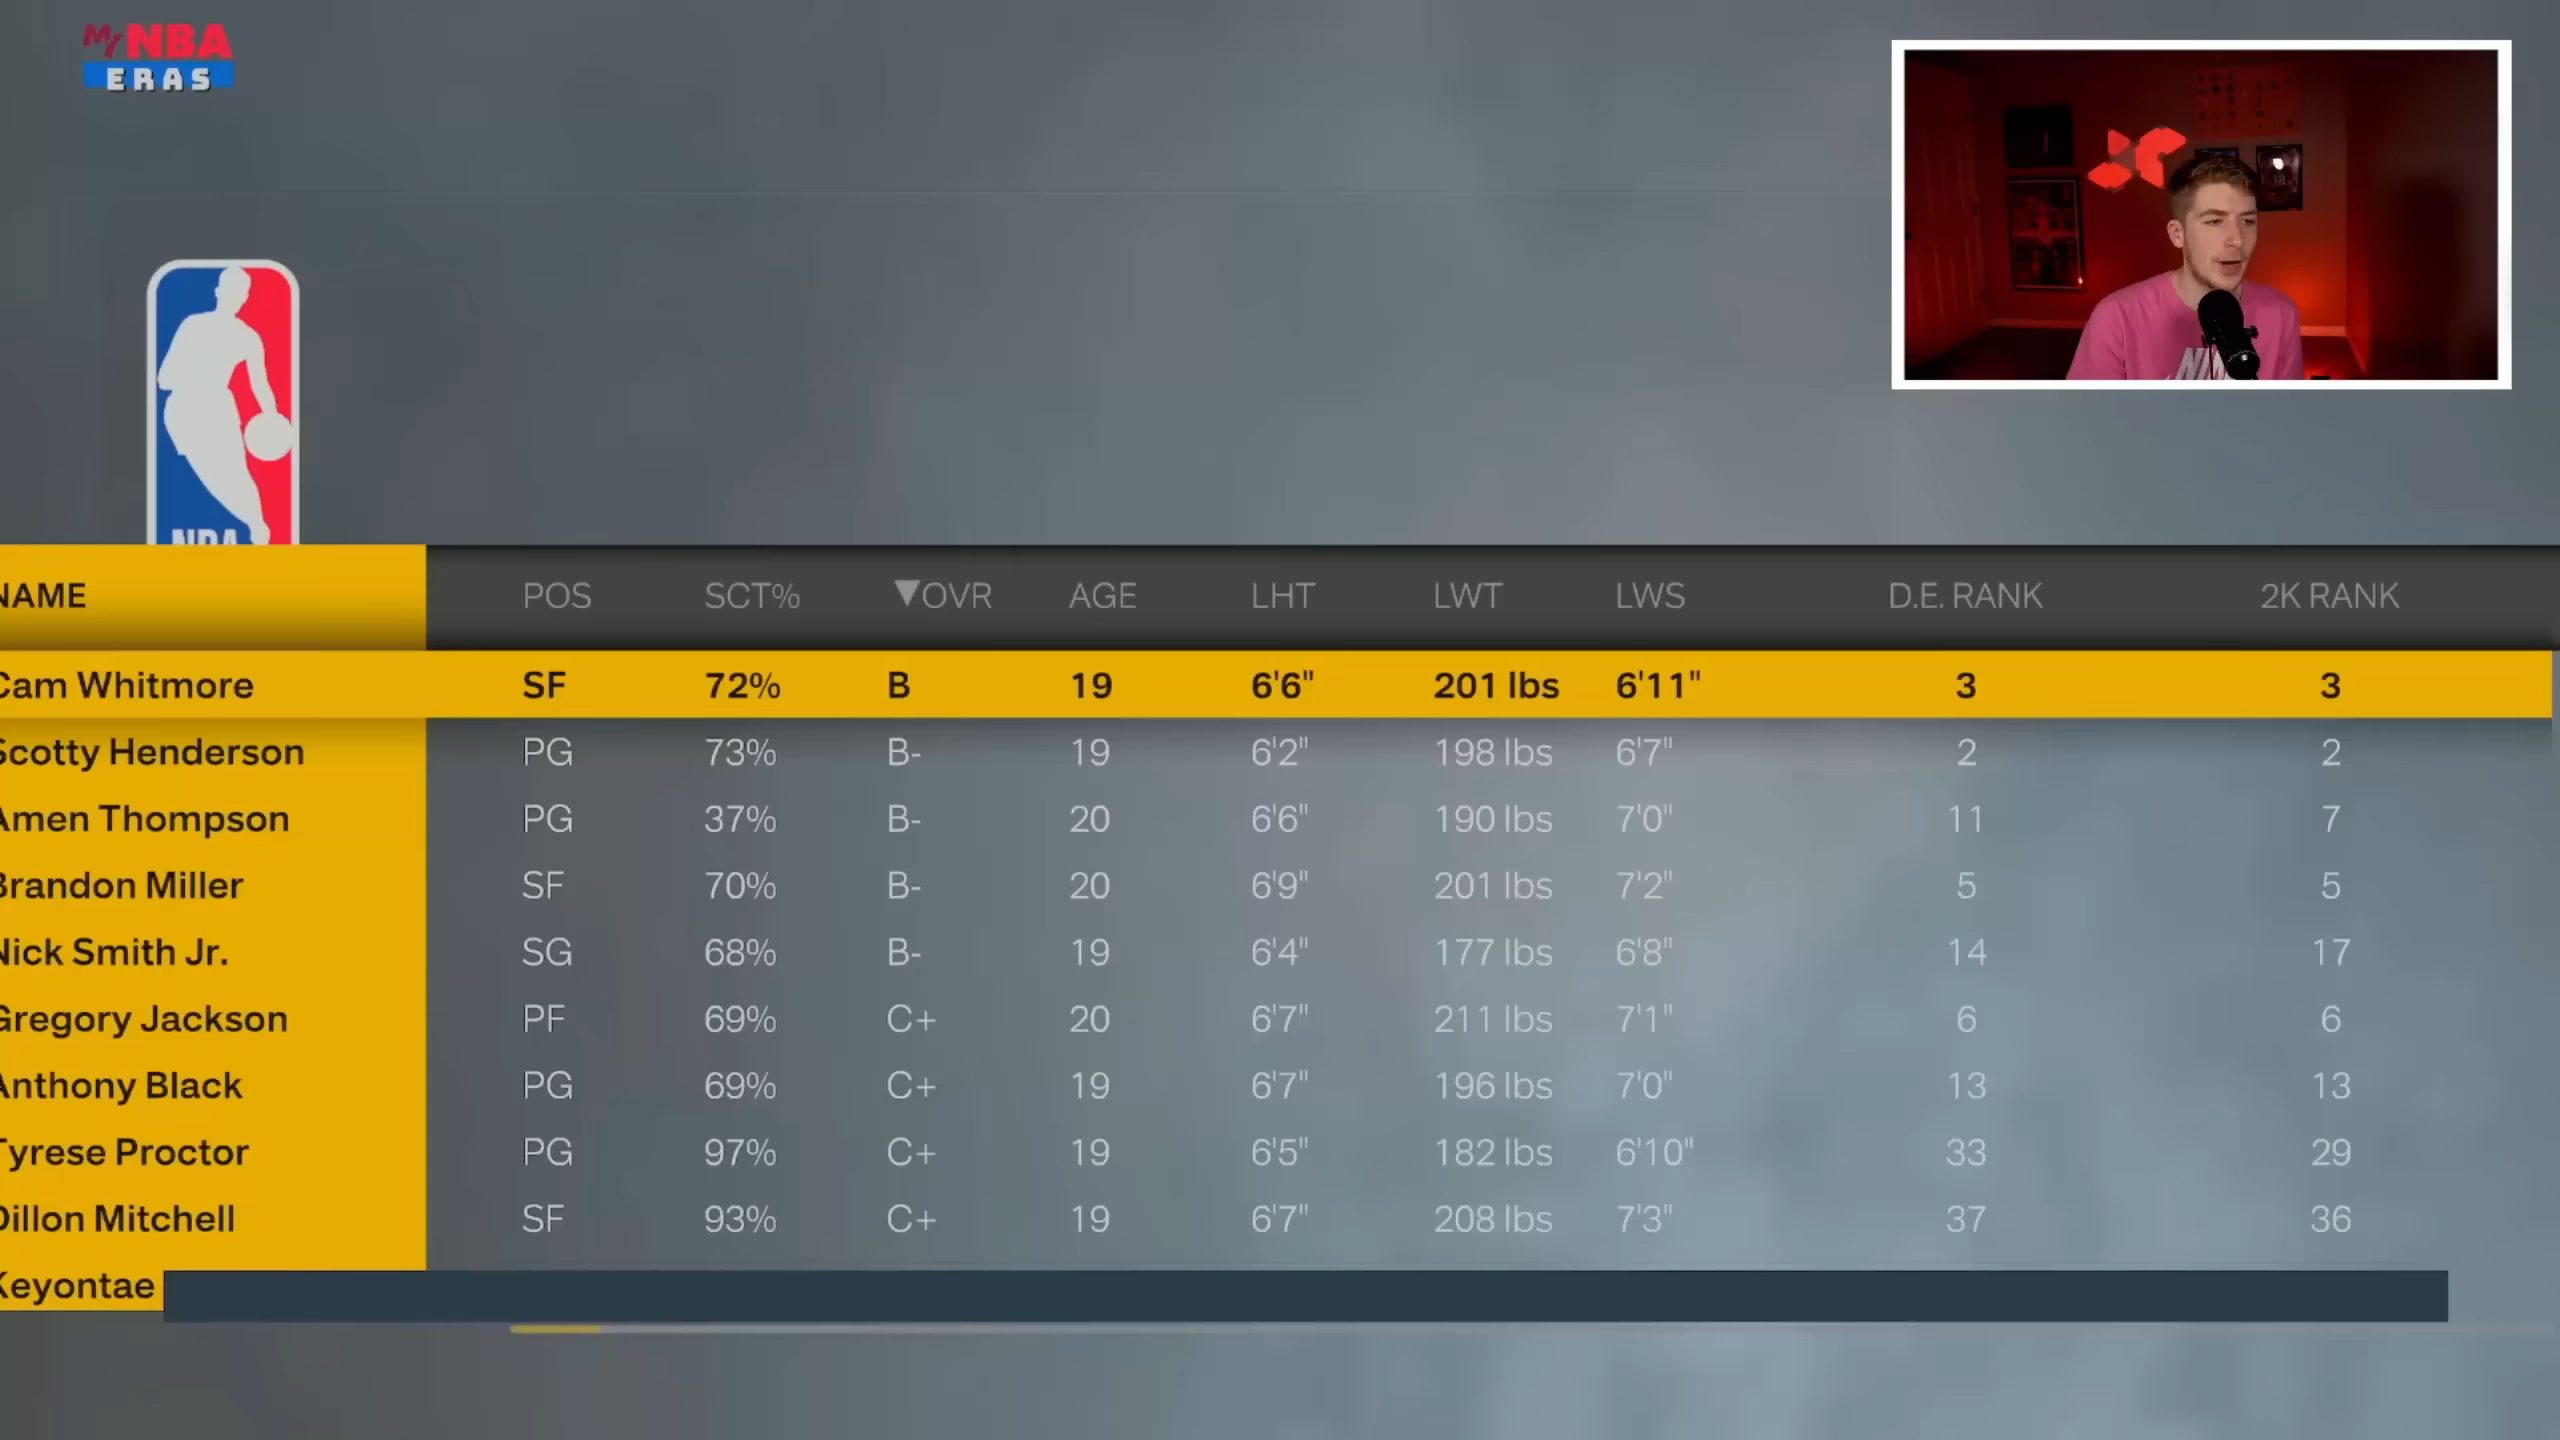 My NBA
ERAS
NBA
NAME POS SCT% ▼OVR AGE LHT LWT LWS D.E. RANK 2K RANK
Cam Whitmore SF 72% B 19 6'6" 201 lbs 6'11" 3 3
Scotty Henderson PG 73% B- 19 6'2" 198 lbs 6'7" 2 2
Amen Thompson PG 37% B- 20 6'6" 190 lbs 7'0" 11 7
Brandon Miller SF 70% B- 20 6'9" 201 lbs 7'2" 5 5
Nick Smith Jr. SG 68% B- 19 6'4" 177 lbs 6'8" 14 17
Gregory Jackson PF 69% C+ 20 6'7" 211 lbs 7'1" 6 6
Anthony Black PG 69% C+ 19 6'7" 196 lbs 7'0" 13 13
Tyrese Proctor PG 97% C+ 19 6'5" 182 lbs 6'10" 33 29
Dillon Mitchell SF 93% C+ 19 6'7" 208 lbs 7'3" 37 36
Keyontae